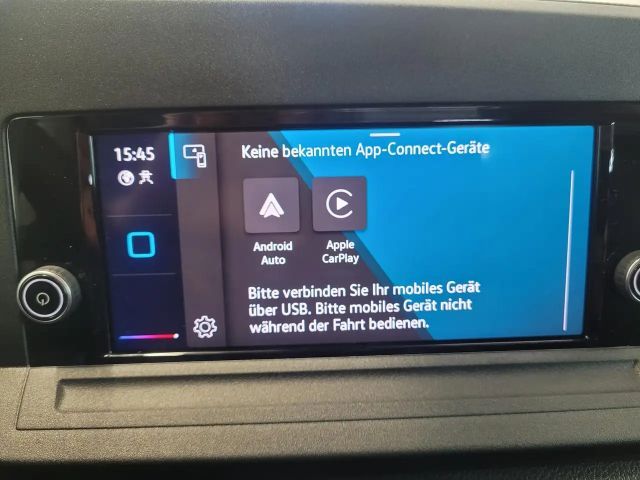 15:45
Keine bekannten App-Connect-Geräte
Android
Auto
Apple
CarPlay
Bitte verbinden Sie Ihr mobiles Gerät
über USB. Bitte mobiles Gerät nicht
während der Fahrt bedienen.